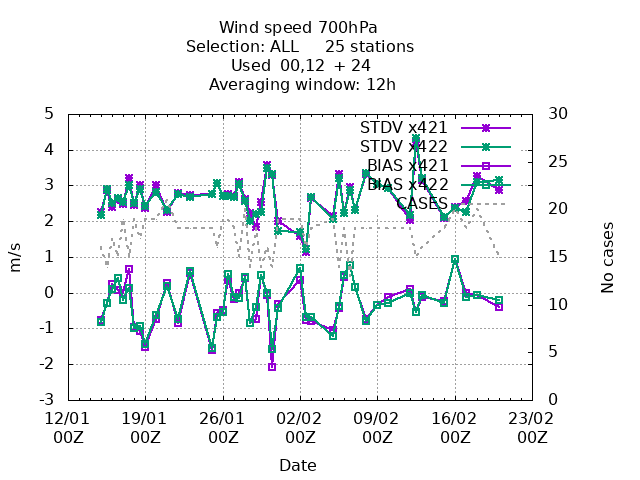 Wind speed 700hPa
Selection: ALL 25 stations
Used 00,12 + 24
Averaging window: 12h
5
4
3
2
1
0
-1
-2
-3
m/s
30
25
20
15
10
5
0
No cases
STDV x421
STDV x422
BIAS x421
BIAS x422
CASES
12/01 19/01 26/01 02/02 09/02 16/02 23/02
00Z 00Z 00Z 00Z 00Z 00Z 00Z
Date